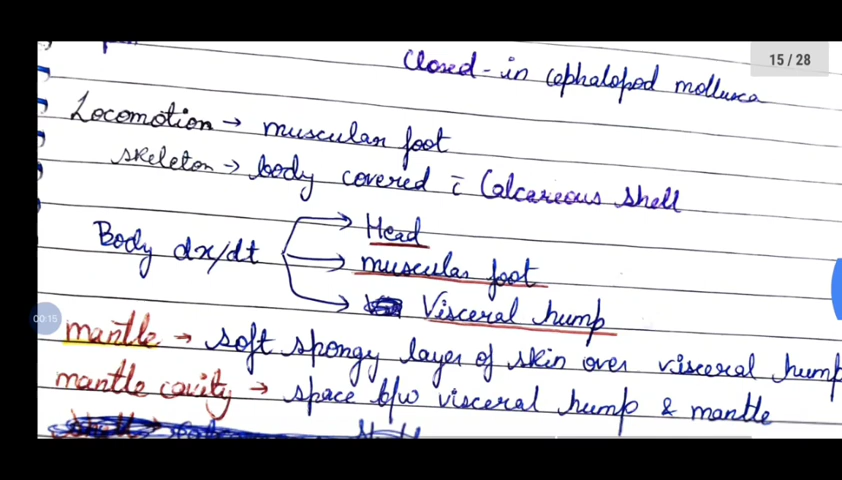 Closed - in cephalopod mollusca
15 / 28
Locomotion → muscular foot
skeleton → body covered c̄ Calcareous shell
Body dx/dt → Head
→ muscular foot
→ Visceral hump
00:15
mantle → soft spongy layer of skin over visceral hump
mantle cavity → space b/w visceral hump & mantle